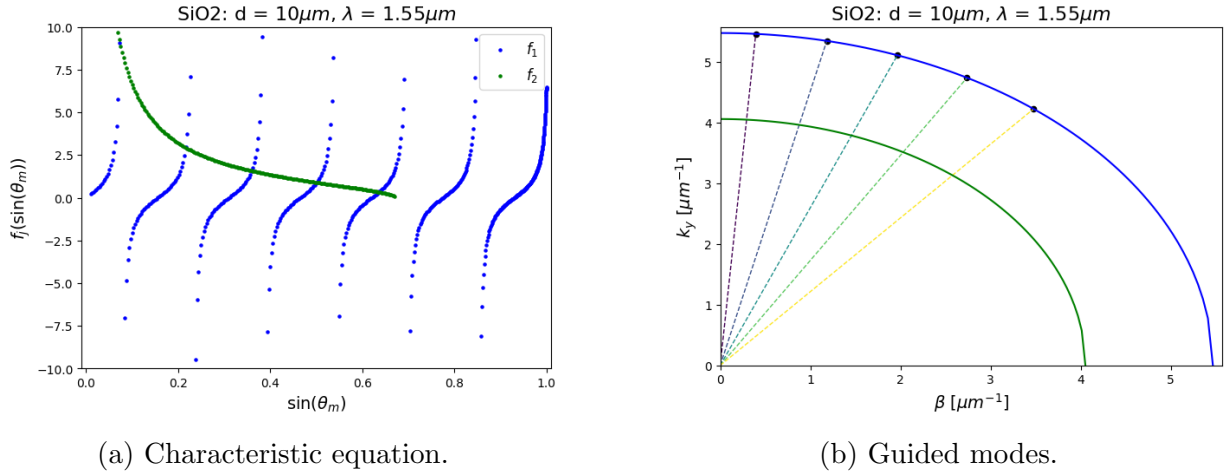 SiO2: d = 10μm, λ = 1.55μm
10.0
7.5
5.0
2.5
0.0
−2.5
−5.0
−7.5
−10.0
f_j(sin(θ_m))
f_1
f_2
0.0 0.2 0.4 0.6 0.8 1.0
sin(θ_m)
(a) Characteristic equation.
SiO2: d = 10μm, λ = 1.55μm
5
4
3
2
1
0
k_y [μm⁻¹]
0 1 2 3 4 5
β [μm⁻¹]
(b) Guided modes.